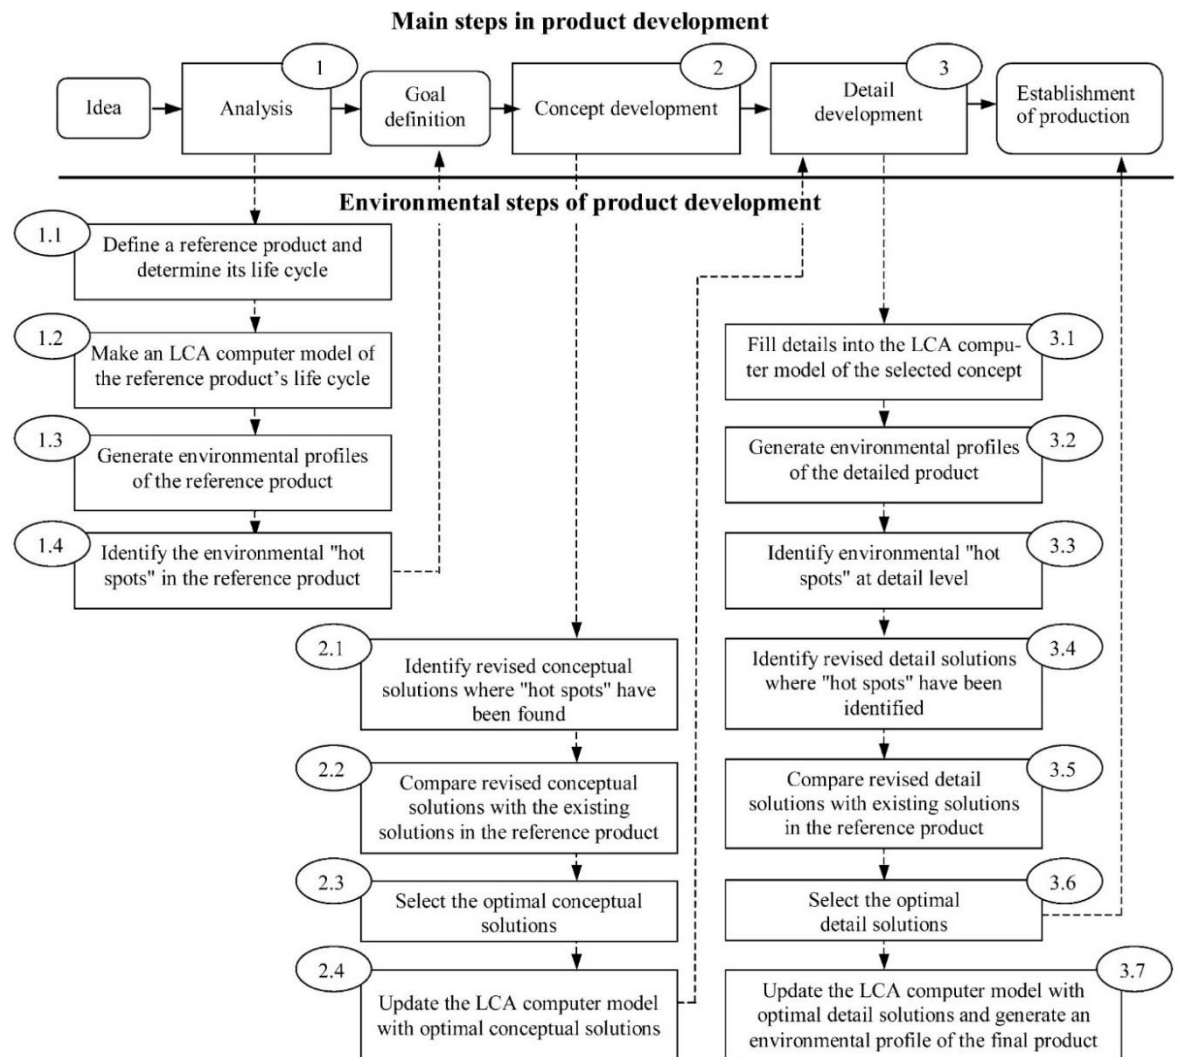 Main steps in product development
1
2
3
Idea
Analysis
Goal
definition
Concept development
Detail
development
Establishment
of production
Environmental steps of product development
1.1
Define a reference product and
determine its life cycle
1.2
Make an LCA computer model of
the reference product's life cycle
1.3
Generate environmental profiles
of the reference product
1.4
Identify the environmental "hot
spots" in the reference product
2.1
Identify revised conceptual
solutions where "hot spots" have
been found
2.2
Compare revised conceptual
solutions with the existing
solutions in the reference product
2.3
Select the optimal conceptual
solutions
2.4
Update the LCA computer model
with optimal conceptual solutions
3.1
Fill details into the LCA compu-
ter model of the selected concept
3.2
Generate environmental profiles
of the detailed product
3.3
Identify environmental "hot
spots" at detail level
3.4
Identify revised detail solutions
where "hot spots" have been
identified
3.5
Compare revised detail
solutions with existing solutions
in the reference product
3.6
Select the optimal
detail solutions
3.7
Update the LCA computer model with
optimal detail solutions and generate an
environmental profile of the final product